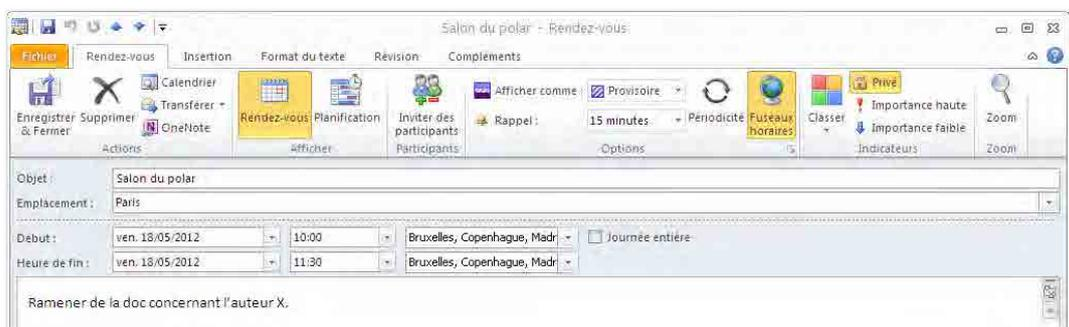 Salon du polar - Rendez-vous
Fichier Rendez-vous Insertion Format du texte Révision Compléments
Enregistrer & Fermer
Supprimer
Calendrier
Transférer
OneNote
Actions
Rendez-vous
Planification
Afficher
Inviter des participants
Participants
Afficher comme : Provisoire
Rappel : 15 minutes
Périodicité
Fuseaux horaires
Options
Classer
Privé
Importance haute
Importance faible
Indicateurs
Zoom
Zoom
Objet : Salon du polar
Emplacement : Paris
Début : ven. 18/05/2012 10:00 Bruxelles, Copenhague, Madr Journée entière
Heure de fin : ven. 18/05/2012 11:30 Bruxelles, Copenhague, Madr
Ramener de la doc concernant l'auteur X.